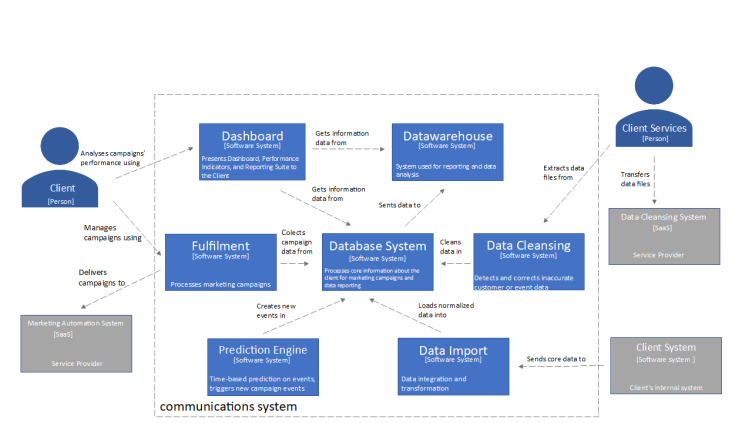 Client
[Person]
Analyses campaigns'
performance using
Manages
campaigns using
Delivers
campaigns to
Marketing Automation System
[SaaS]
Service Provider
Dashboard
[Software System]
Presents Dashboard, Performance
Indicators, and Reporting Suite to
the Client
Gets information
data from
Datawarehouse
[Software System]
System used for reporting and data
analysis
Gets information
data from
Sents data to
Fulfilment
[Software System]
Processes marketing campaigns
Colects
campaign
data from
Database System
[Software System]
Processes core information about the
client for marketing campaigns and
data reporting
Cleans
data in
Data Cleansing
[Software System]
Detects and corrects inaccurate
customer or event data
Creates new
events in
Loads normalized
data into
Prediction Engine
[Software System]
Time-based prediction on events,
triggers new campaign events
Data Import
[Software System]
Data integration and
transformation
communications system
Client Services
[Person]
Extracts data
files from
Transfers
data files
Data Cleansing System
[SaaS]
Service Provider
Sends core data to
Client System
[Software system ]
Client's internal system